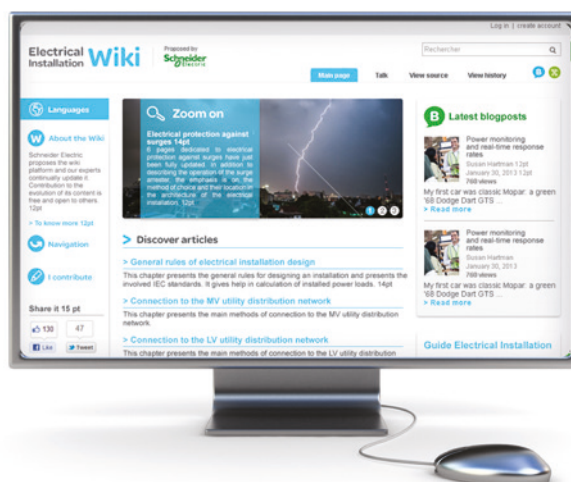 Log in | create account
Electrical
Installation Wiki
Proposed by
Schneider
Electric
Rechercher
Main page
Talk
View source
View history
Languages
About the Wiki
Schneider Electric
proposes the wiki
platform and our experts
continually update it.
Contribution to the
evolution of its content is
free and open to others.
12pt
> To know more 12pt
Navigation
I contribute
Share it 15 pt
130
47
Like
Tweet
Zoom on
Electrical protection against
surges 14pt
6 pages dedicated to electrical
protection against surges have just
been fully updated. In addition to
describing the operation of the surge
arrester, the emphasis is on the
method of choice and their location in
the architecture of the electrical
installation. 12pt
1 2 3
> Discover articles
> General rules of electrical installation design
This chapter presents the general rules for designing an installation and presents the
involved IEC standards. It gives help in calculation of installed power loads. 14pt
> Connection to the MV utility distribution network
This chapter presents the main methods of connection to the MV utility distribution
network.
> Connection to the LV utility distribution network
This chapter presents the main methods of connection to the LV utility distribution
B Latest blogposts
Power monitoring
and real-time response
rates
Susan Hartman 12pt
January 30, 2013 12pt
768 views
My first car was classic Mopar: a green
'68 Dodge Dart GTS ...
> Read more
Power monitoring
and real-time response
rates
Susan Hartman
January 30, 2013
768 views
My first car was classic Mopar: a green
'68 Dodge Dart GTS ...
> Read more
Guide Electrical Installation